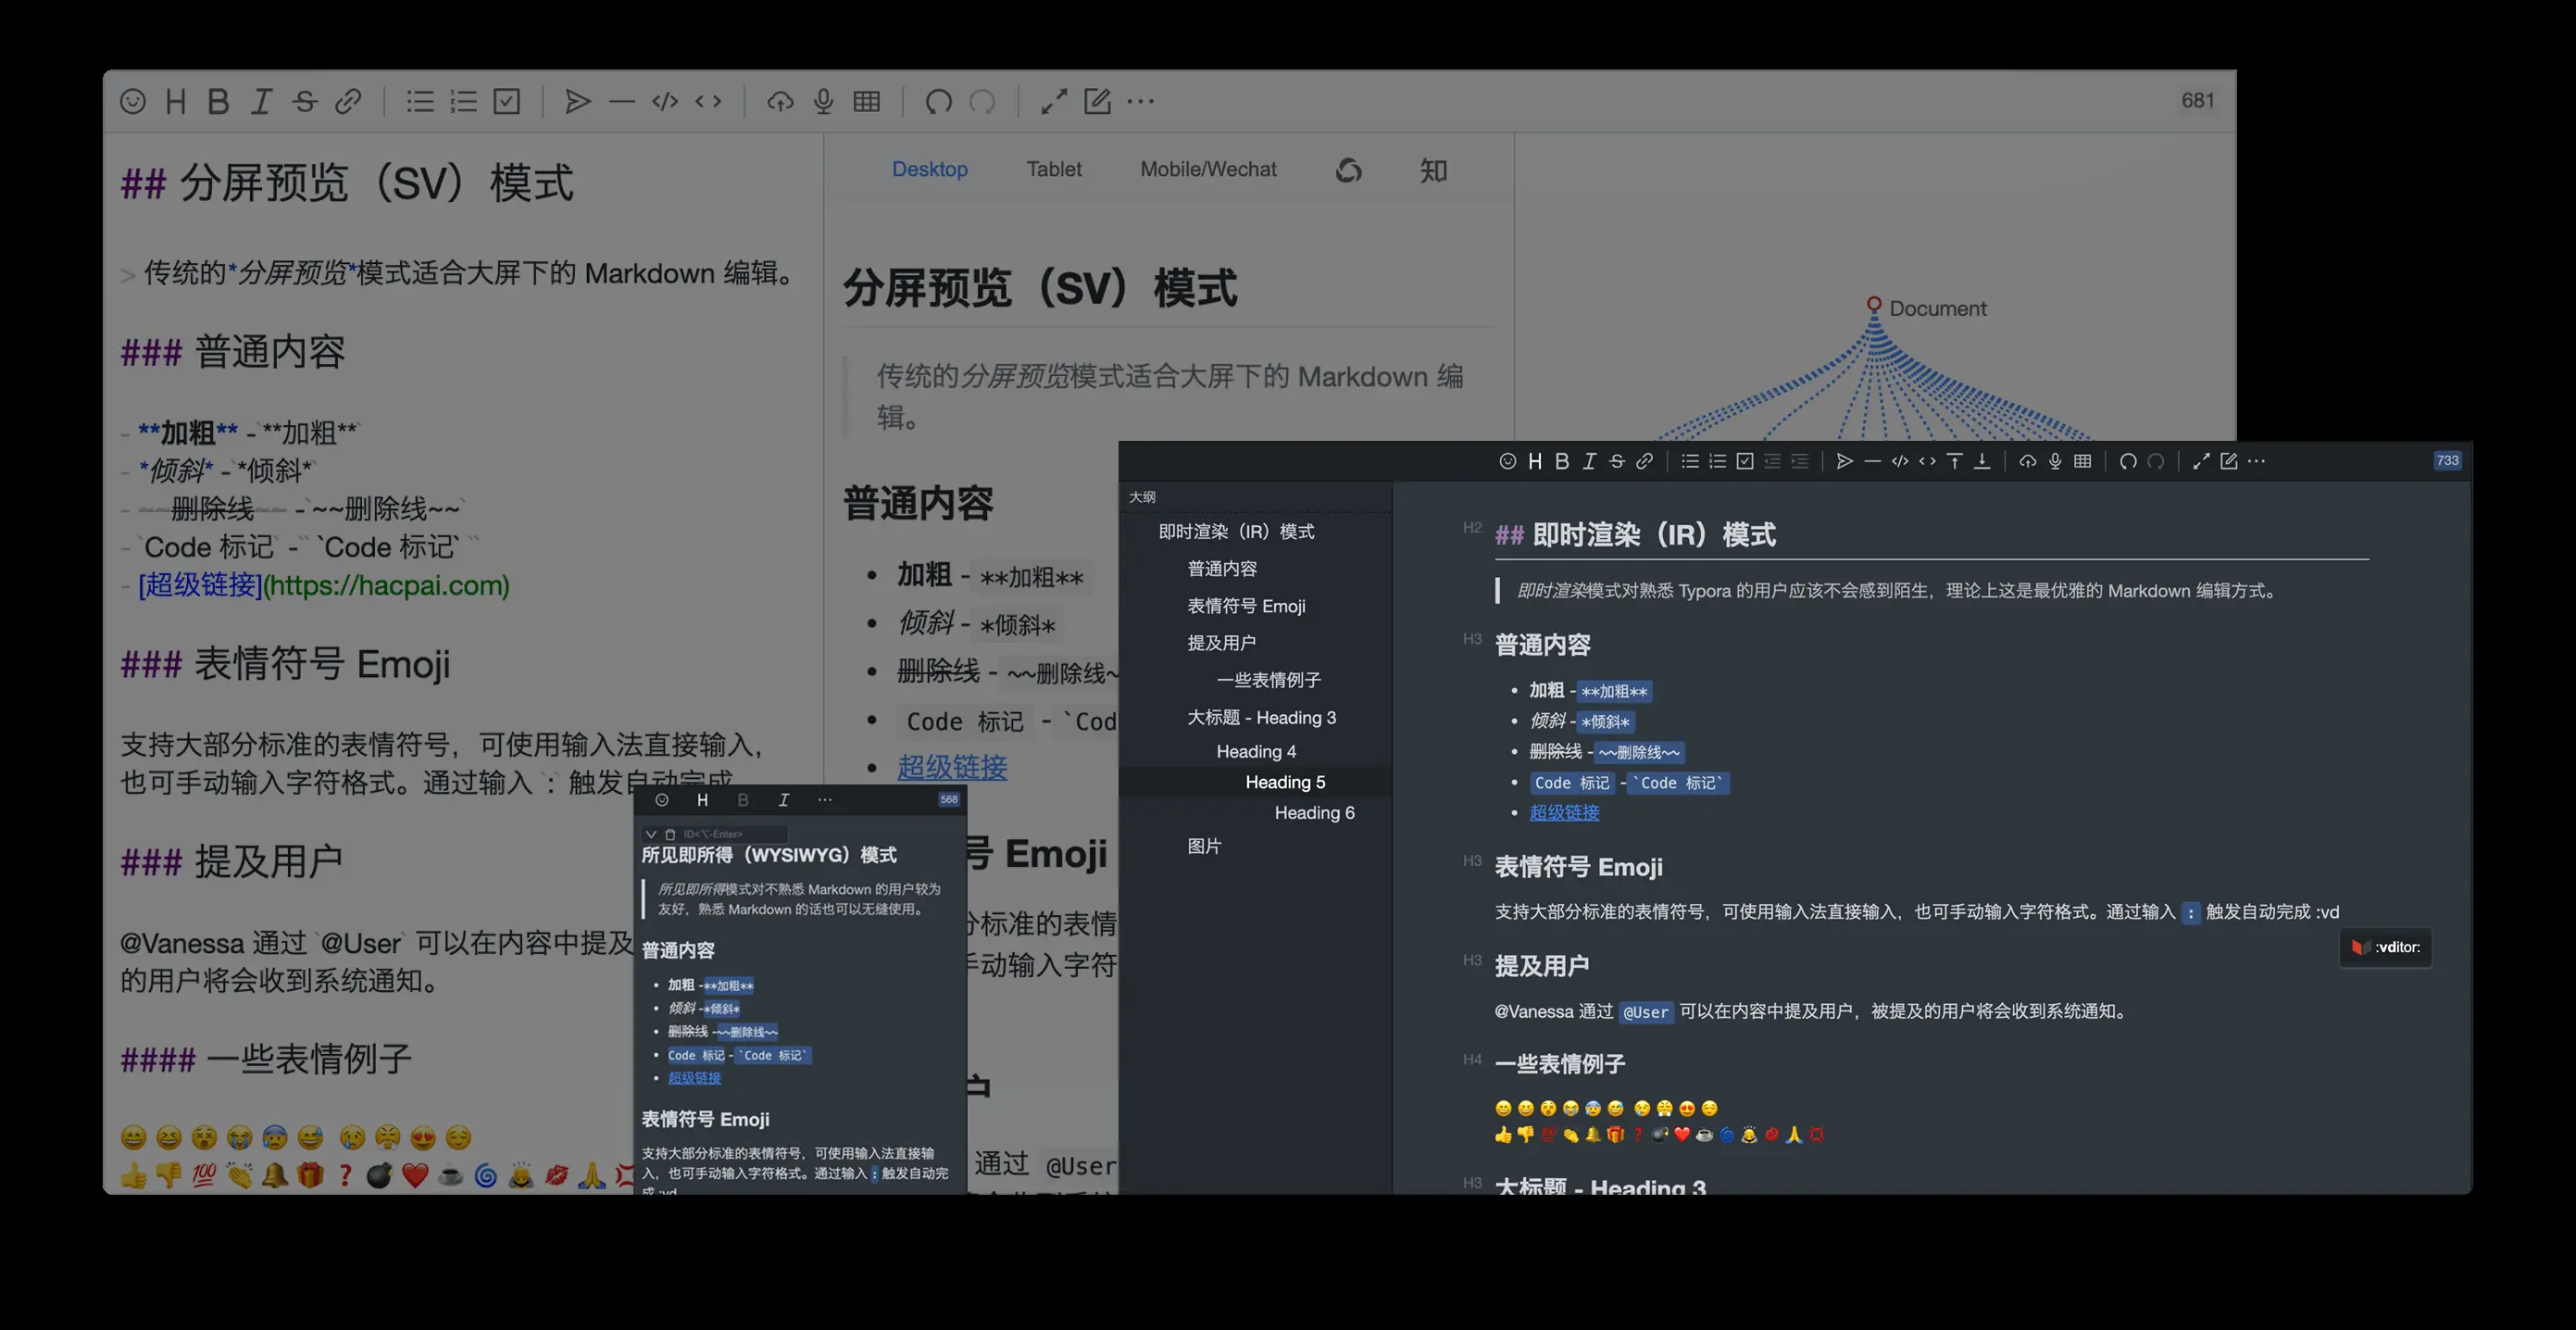 681
## 分屏预览（SV）模式
> 传统的*分屏预览*模式适合大屏下的 Markdown 编辑。
### 普通内容
- **加粗** -`**加粗**`
- *倾斜* -`*倾斜*`
- ~~删除线~~ -`~~删除线~~`
- `Code 标记` -`` `Code 标记` ``
- [超级链接](https://hacpai.com)
### 表情符号 Emoji
支持大部分标准的表情符号，可使用输入法直接输入，
也可手动输入字符格式。通过输入 `:` 触发自动完成
### 提及用户
@Vanessa 通过 `@User` 可以在内容中提及
的用户将会收到系统通知。
#### 一些表情例子
Desktop Tablet Mobile/Wechat 知
分屏预览（SV）模式
传统的分屏预览模式适合大屏下的 Markdown 编
辑。
普通内容
• 加粗 - **加粗**
• 倾斜 - *倾斜*
• 删除线 - ~~删除线~
• Code 标记 - `Cod
• 超级链接
号 Emoji
分标准的表情
手动输入字符
户
通过 @User
Document
568
ID<⌥-Enter>
所见即所得（WYSIWYG）模式
所见即所得模式对不熟悉 Markdown 的用户较为
友好，熟悉 Markdown 的话也可以无缝使用。
普通内容
• 加粗 -**加粗**
• 倾斜 -*倾斜*
• 删除线 -~~删除线~~
• Code 标记 -`Code 标记`
• 超级链接
表情符号 Emoji
支持大部分标准的表情符号，可使用输入法直接输
入，也可手动输入字符格式。通过输入 : 触发自动完
成 :vd
733
大纲
即时渲染（IR）模式
普通内容
表情符号 Emoji
提及用户
一些表情例子
大标题 - Heading 3
Heading 4
Heading 5
Heading 6
图片
H2 ## 即时渲染（IR）模式
即时渲染模式对熟悉 Typora 的用户应该不会感到陌生，理论上这是最优雅的 Markdown 编辑方式。
H3 普通内容
• 加粗 - **加粗**
• 倾斜 - *倾斜*
• 删除线 - ~~删除线~~
• Code 标记 - `Code 标记`
• 超级链接
H3 表情符号 Emoji
支持大部分标准的表情符号，可使用输入法直接输入，也可手动输入字符格式。通过输入 : 触发自动完成 :vd
:vditor:
H3 提及用户
@Vanessa 通过 @User 可以在内容中提及用户，被提及的用户将会收到系统通知。
H4 一些表情例子
H3 大标题 - Heading 3